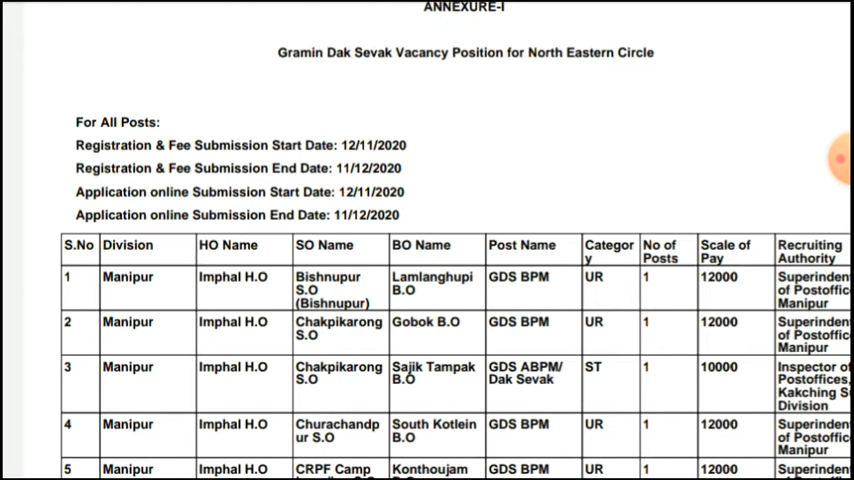 ANNEXURE-I
Gramin Dak Sevak Vacancy Position for North Eastern Circle
For All Posts:
Registration & Fee Submission Start Date: 12/11/2020
Registration & Fee Submission End Date: 11/12/2020
Application online Submission Start Date: 12/11/2020
Application online Submission End Date: 11/12/2020
S.No Division HO Name SO Name BO Name Post Name Categor No of Scale of Recruiting
y Posts Pay Authority
1 Manipur Imphal H.O Bishnupur Lamlanghupi GDS BPM UR 1 12000 Superinden
S.O B.O of Postoffic
(Bishnupur) Manipur
2 Manipur Imphal H.O Chakpikarong Gobok B.O GDS BPM UR 1 12000 Superinden
S.O of Postoffic
Manipur
3 Manipur Imphal H.O Chakpikarong Sajik Tampak GDS ABPM/ ST 1 10000 Inspector of
S.O B.O Dak Sevak Postoffices,
Kakching S
Division
4 Manipur Imphal H.O Churachandp South Kotlein GDS BPM UR 1 12000 Superinden
ur S.O B.O of Postoffic
Manipur
5 Manipur Imphal H.O CRPF Camp Konthoujam GDS BPM UR 1 12000 Superinden